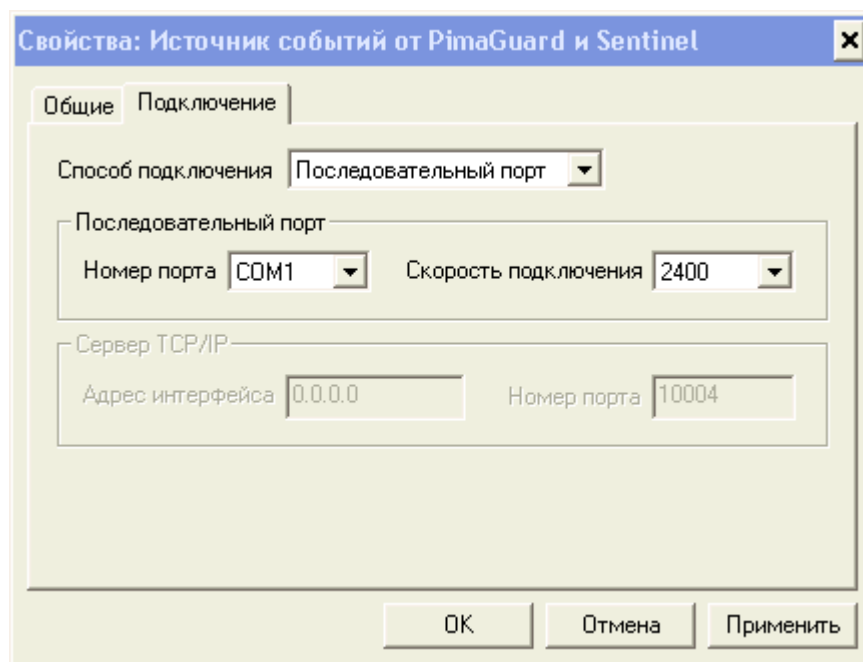 Свойства: Источник событий от PimaGuard и Sentinel
Общие Подключение
Способ подключения Последовательный порт
Последовательный порт
Номер порта COM1 Скорость подключения 2400
Сервер TCP/IP
Адрес интерфейса 0.0.0.0 Номер порта 10004
OK Отмена Применить